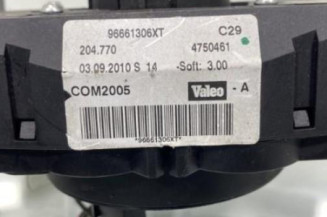 96661306XT C29
204.770 4750461
03.09.2010 S 14 -Soft: 3.00
COM2005 Valeo - A
*96661306XT*